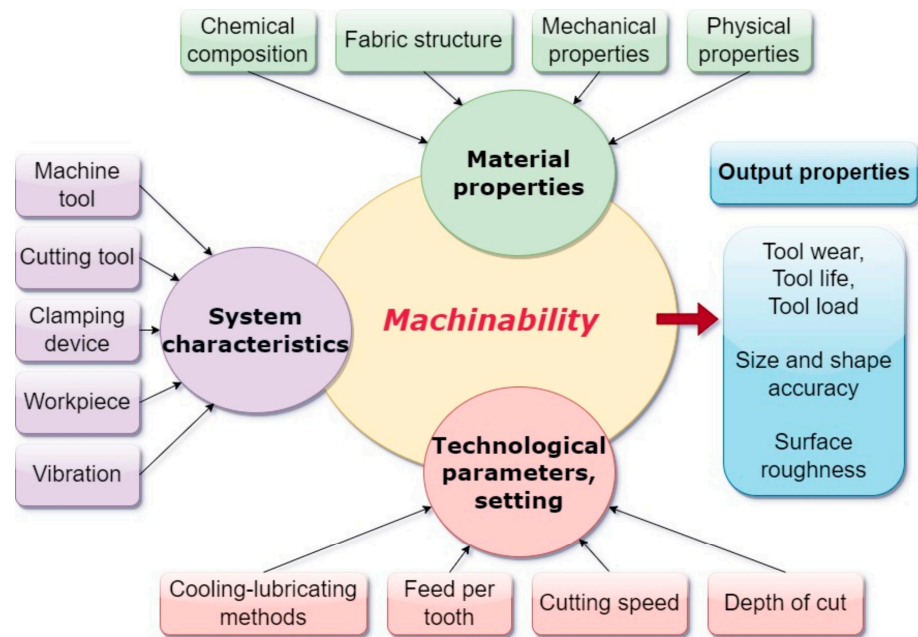 Chemical
composition
Fabric structure
Mechanical
properties
Physical
properties
Material
properties
Output properties
Machine
tool
Cutting tool
Clamping
device
Workpiece
Vibration
System
characteristics
Machinability
Tool wear,
Tool life,
Tool load
Size and shape
accuracy
Surface
roughness
Technological
parameters,
setting
Cooling-lubricating
methods
Feed per
tooth
Cutting speed
Depth of cut